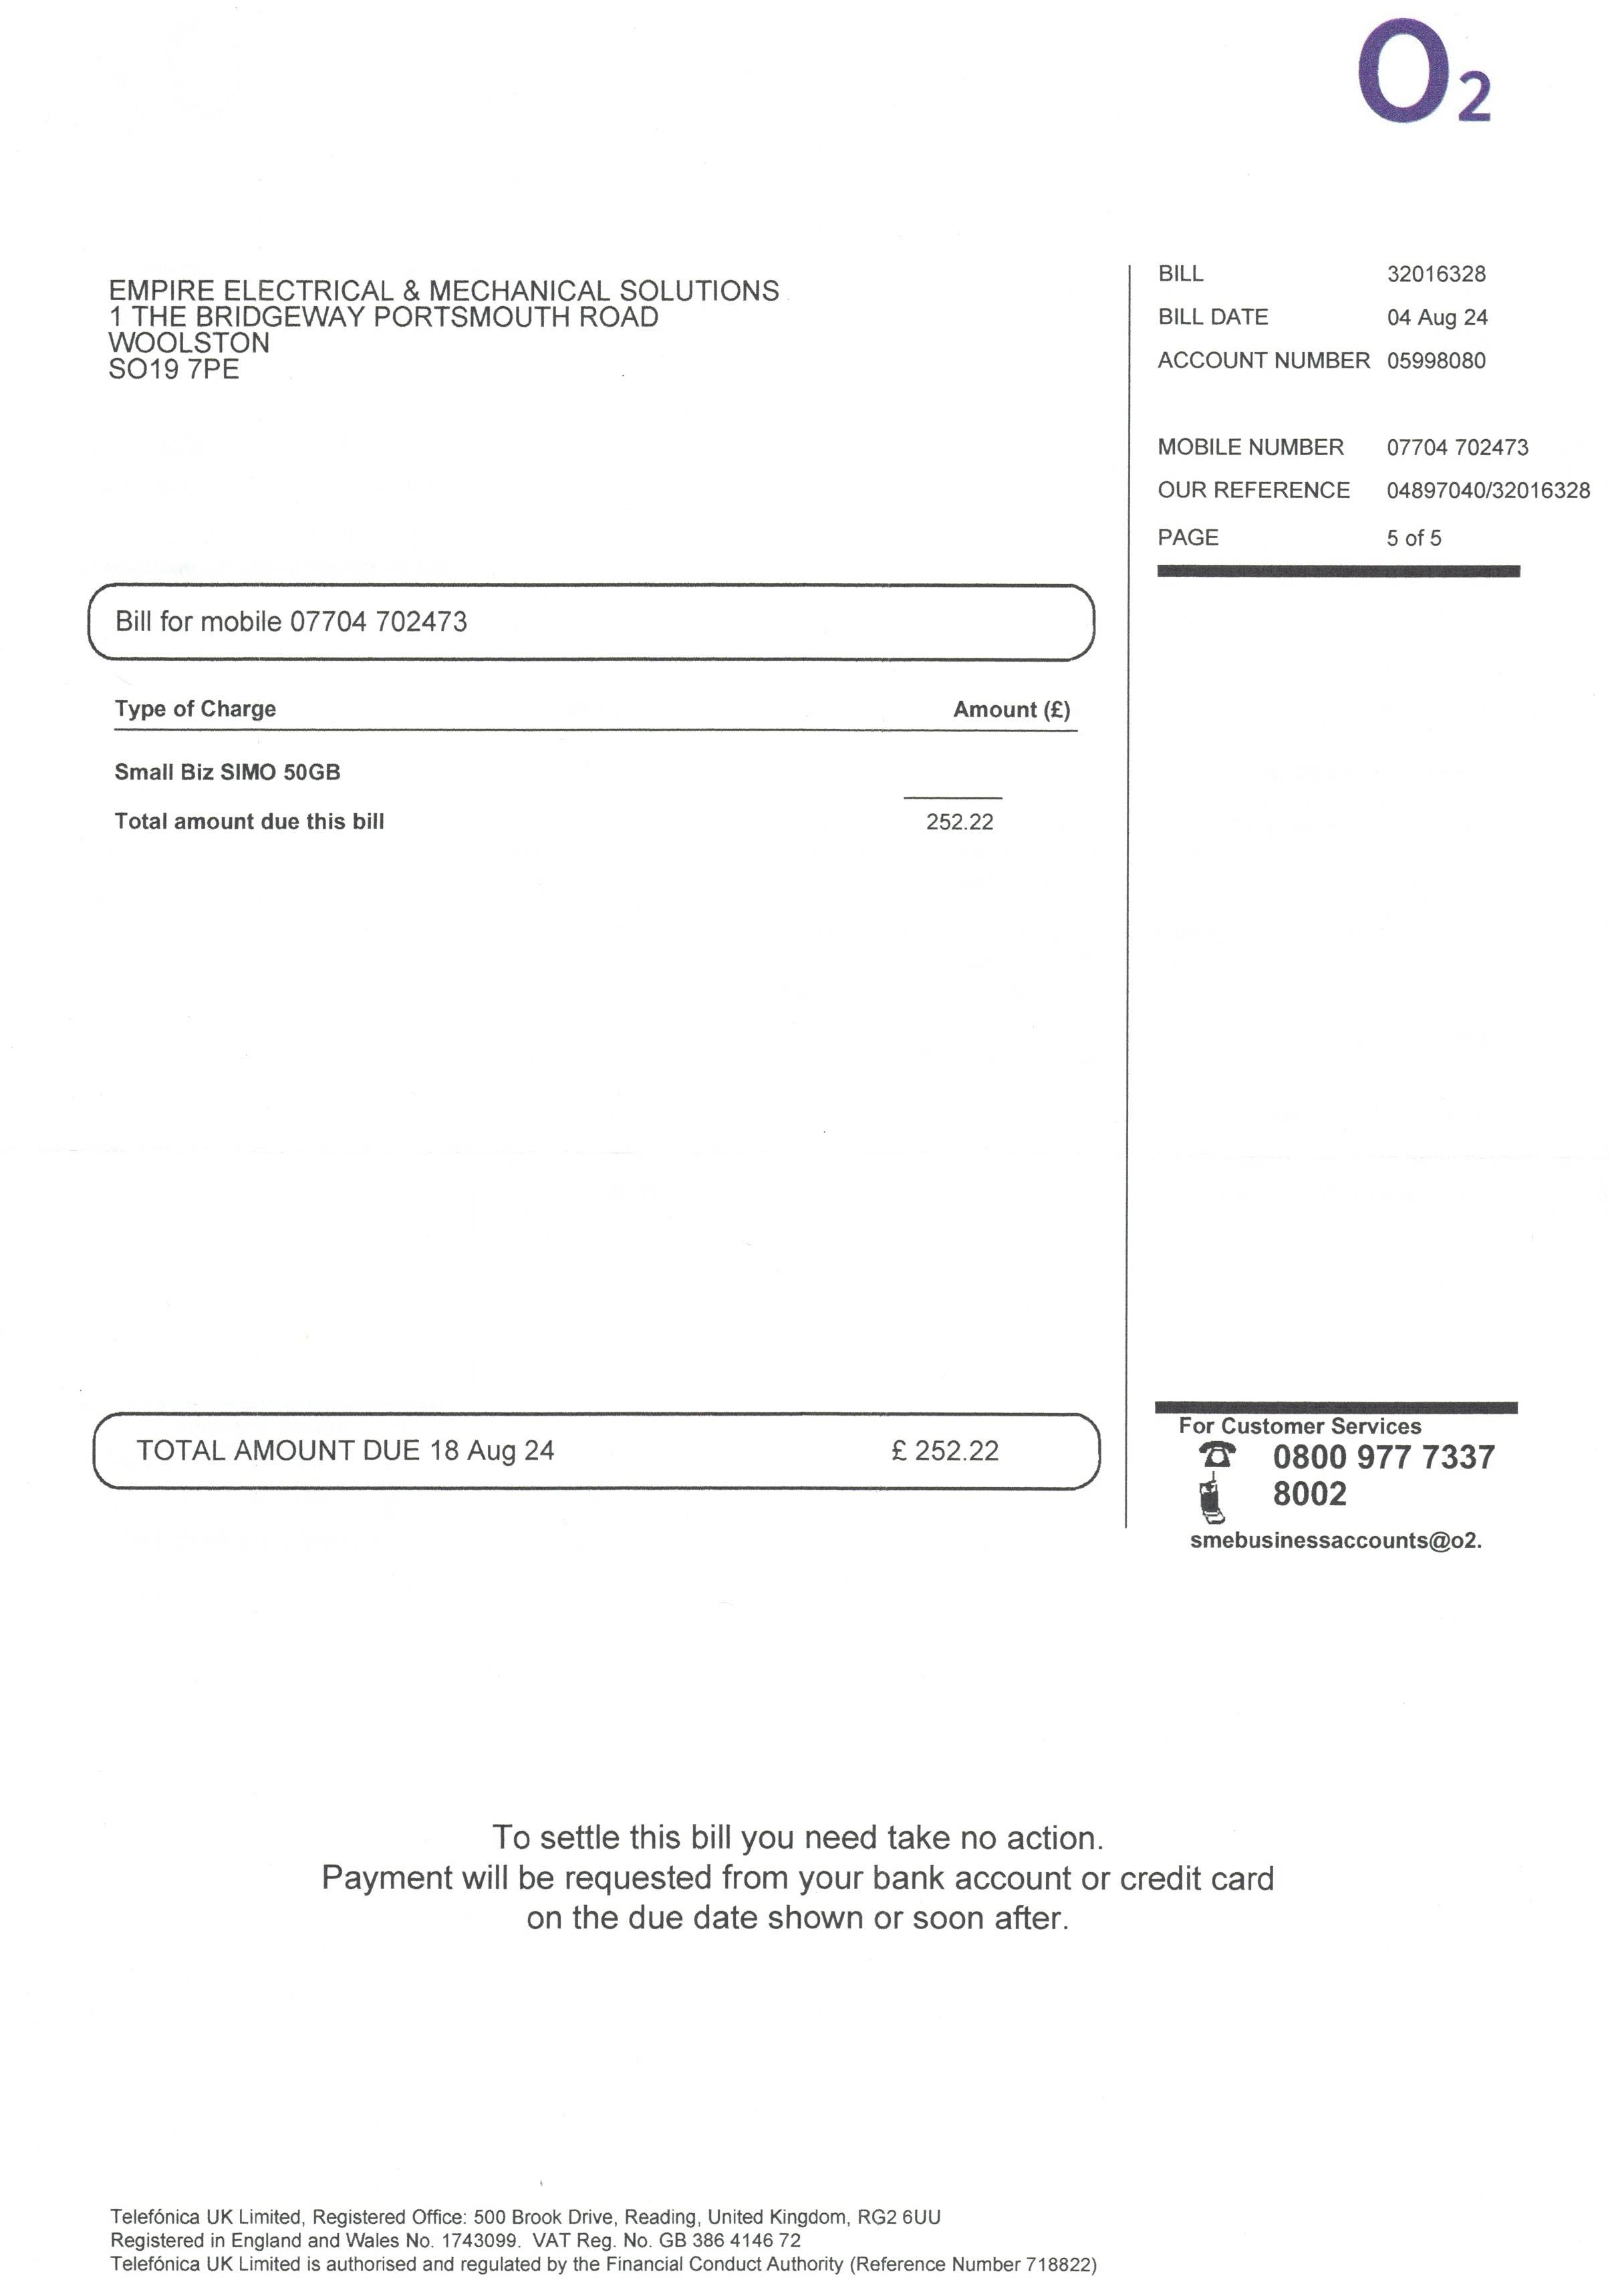 O2
EMPIRE ELECTRICAL & MECHANICAL SOLUTIONS
1 THE BRIDGEWAY PORTSMOUTH ROAD
WOOLSTON
SO19 7PE
BILL 32016328
BILL DATE 04 Aug 24
ACCOUNT NUMBER 05998080
MOBILE NUMBER 07704 702473
OUR REFERENCE 04897040/32016328
PAGE 5 of 5
Bill for mobile 07704 702473
Type of Charge Amount (£)
Small Biz SIMO 50GB
Total amount due this bill 252.22
TOTAL AMOUNT DUE 18 Aug 24 £ 252.22
For Customer Services
0800 977 7337
8002
smebusinessaccounts@o2.
To settle this bill you need take no action.
Payment will be requested from your bank account or credit card
on the due date shown or soon after.
Telefónica UK Limited, Registered Office: 500 Brook Drive, Reading, United Kingdom, RG2 6UU
Registered in England and Wales No. 1743099. VAT Reg. No. GB 386 4146 72
Telefónica UK Limited is authorised and regulated by the Financial Conduct Authority (Reference Number 718822)